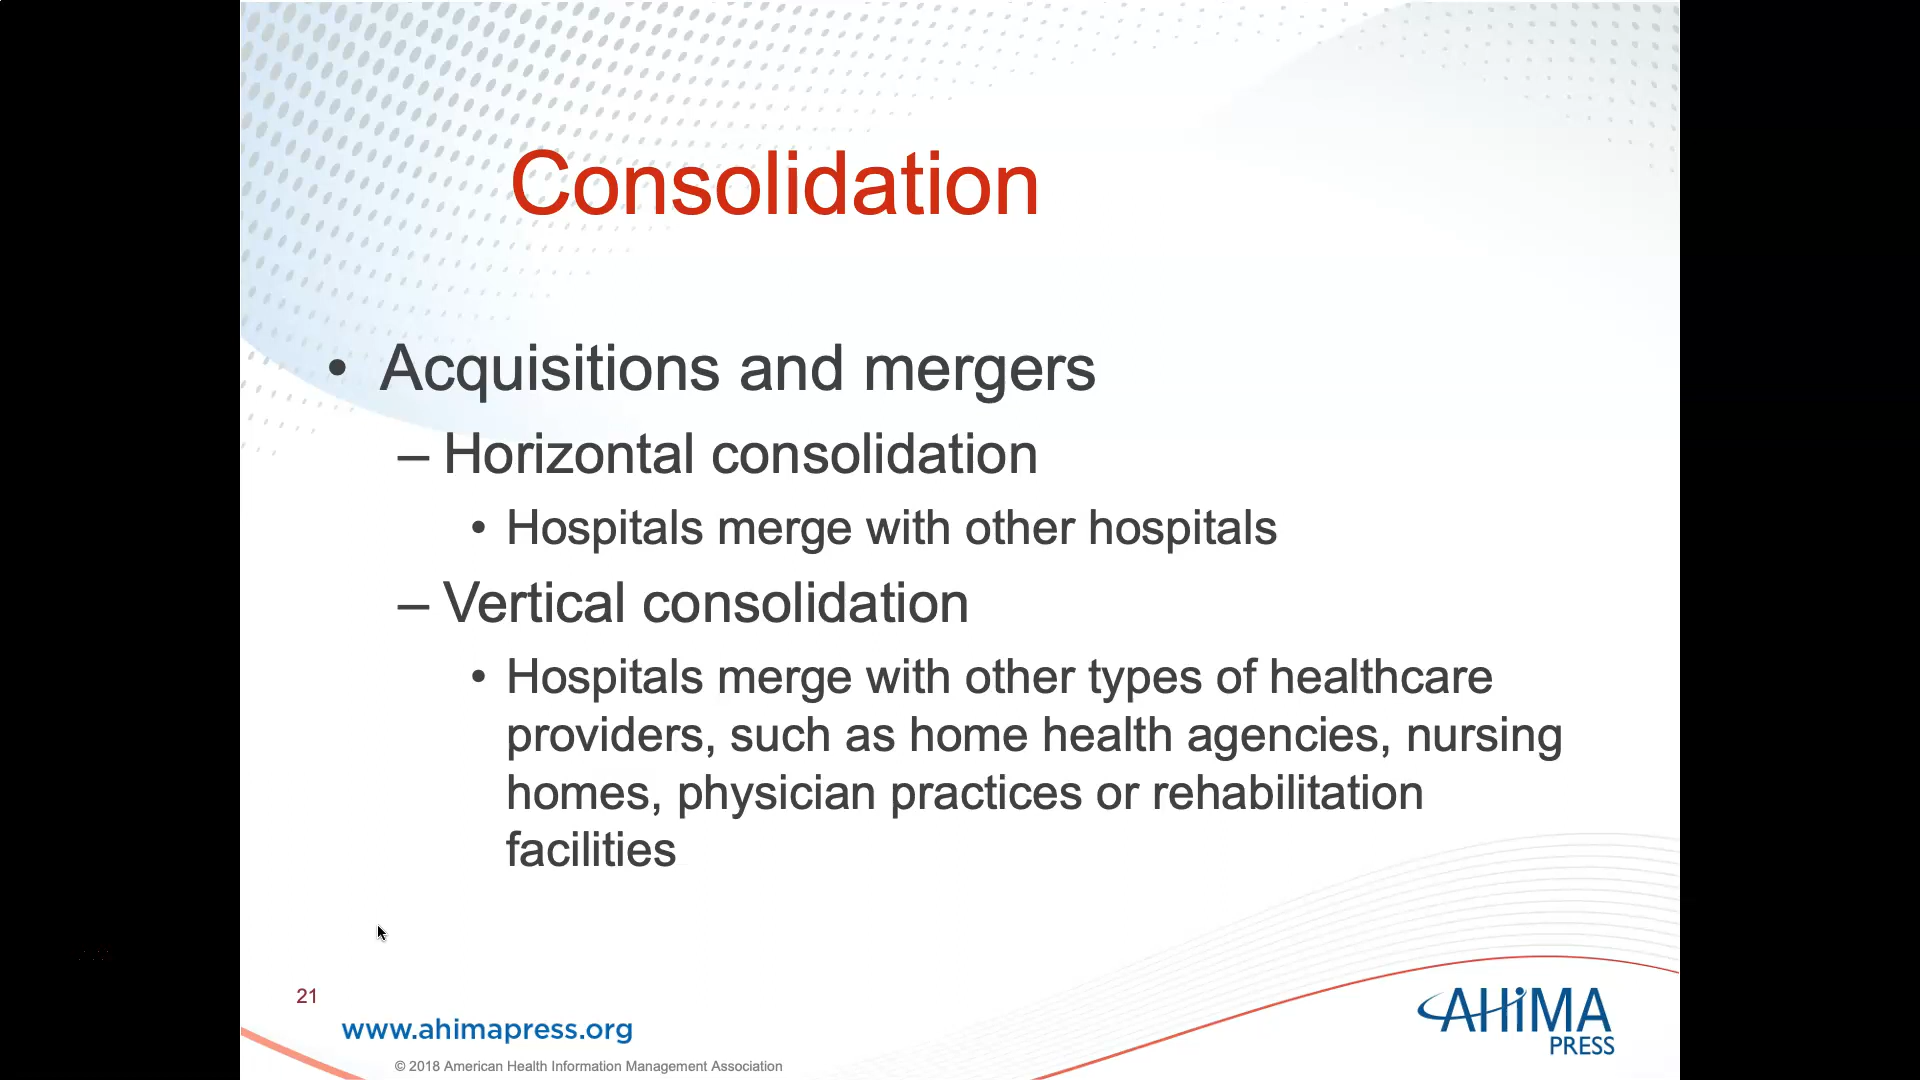 Consolidation
• Acquisitions and mergers
– Horizontal consolidation
• Hospitals merge with other hospitals
– Vertical consolidation
• Hospitals merge with other types of healthcare
providers, such as home health agencies, nursing
homes, physician practices or rehabilitation
facilities
21
www.ahimapress.org
© 2018 American Health Information Management Association
AHiMA
PRESS